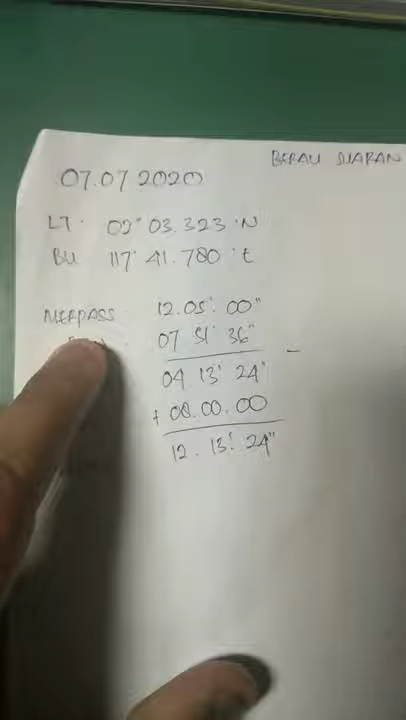 BERAU SUARAN
07.07 2020
LT. 02° 03.323 'N
BU 117° 41.780 'E
MERPASS 12.05'. 00"
07 51' 36"
-
04 13' 24"
+ 08.00.00
12. 13'. 24"